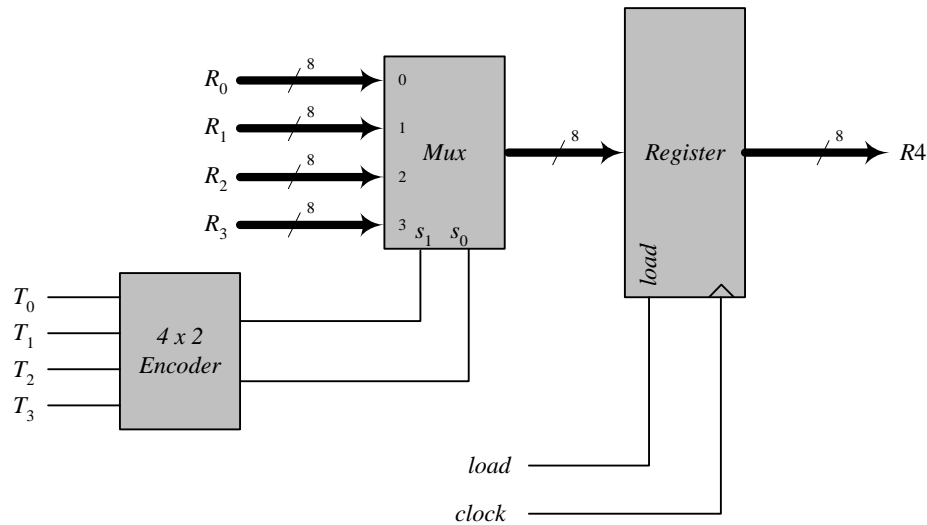 R0 8 0
R1 8 1
R2 8 2
R3 8 3
Mux
s1 s0
8
Register
load
8 R4
T0
T1
T2
T3
4 x 2
Encoder
load
clock